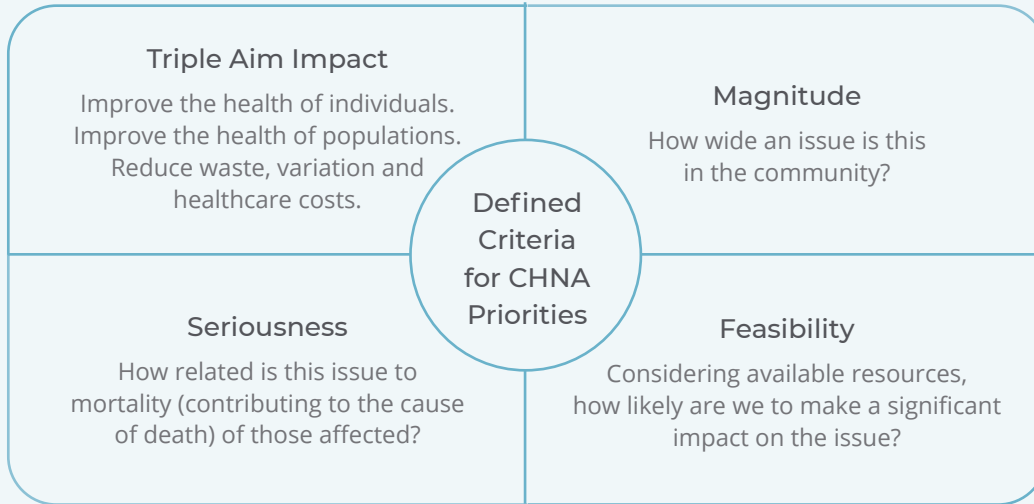 Triple Aim Impact
Improve the health of individuals.
Improve the health of populations.
Reduce waste, variation and
healthcare costs.
Magnitude
How wide an issue is this
in the community?
Defined
Criteria
for CHNA
Priorities
Seriousness
How related is this issue to
mortality (contributing to the cause
of death) of those affected?
Feasibility
Considering available resources,
how likely are we to make a significant
impact on the issue?